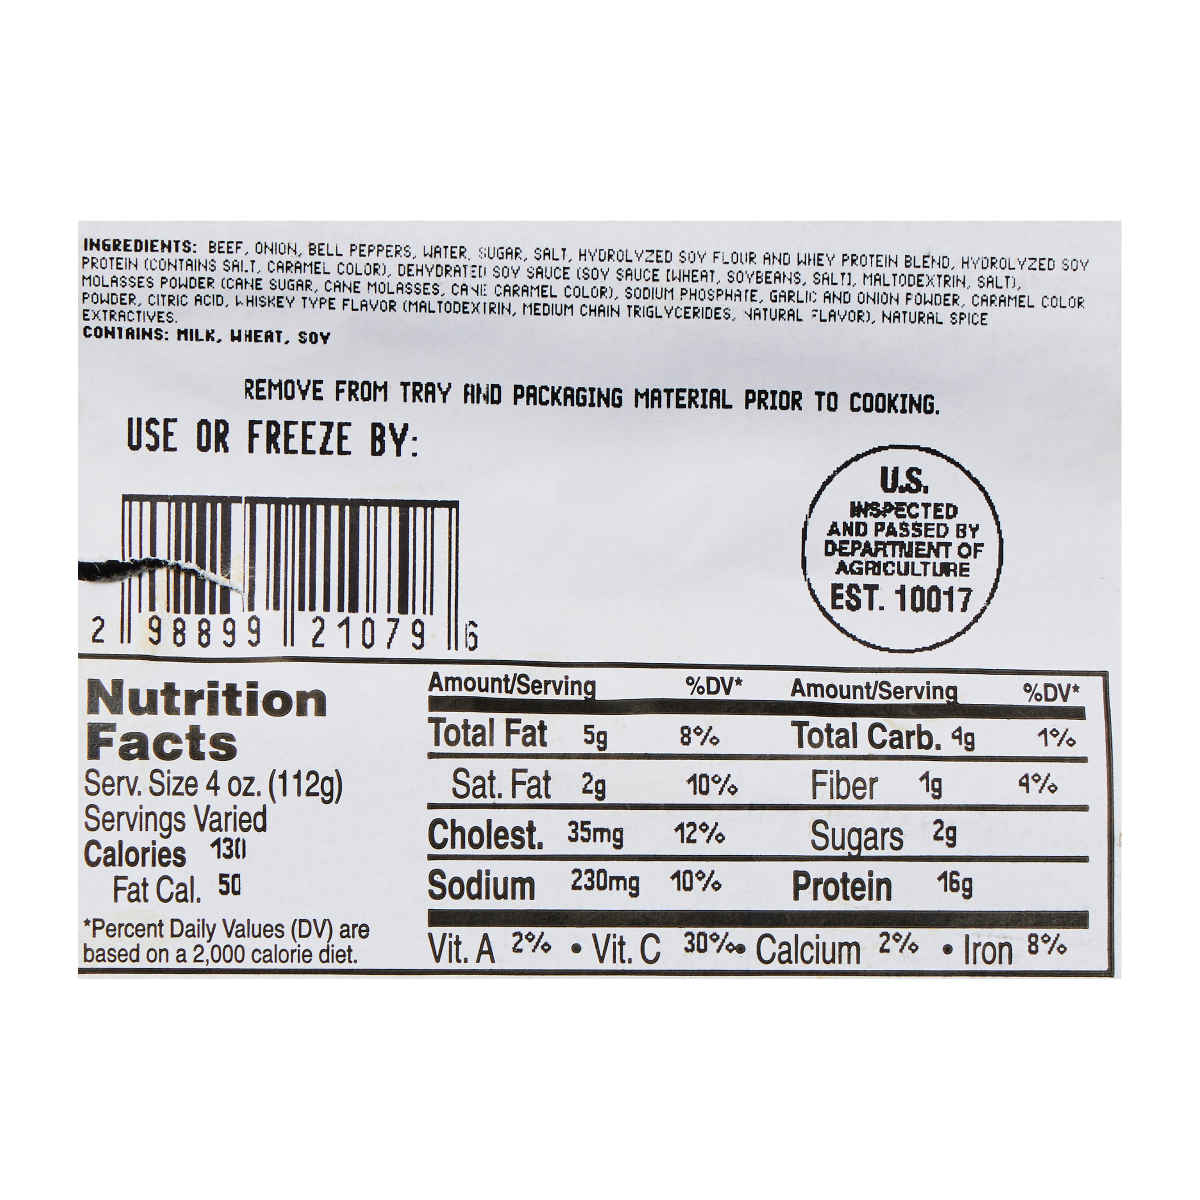 INGREDIENTS: BEEF, ONION, BELL PEPPERS, WATER, SUGAR, SALT, HYDROLYZED SOY FLOUR AND WHEY PROTEIN BLEND, HYDROLYZED SOY
PROTEIN (CONTAINS SALT, CARAMEL COLOR), DEHYDRATED SOY SAUCE (SOY SAUCE [WHEAT, SOYBEANS, SALT], MALTODEXTRIN, SALT),
MOLASSES POWDER (CANE SUGAR, CANE MOLASSES, CANE CARAMEL COLOR), SODIUM PHOSPHATE, GARLIC AND ONION POWDER, CARAMEL COLOR
POWDER, CITRIC ACID, WHISKEY TYPE FLAVOR (MALTODEXTRIN, MEDIUM CHAIN TRIGLYCERIDES, NATURAL FLAVOR), NATURAL SPICE
EXTRACTIVES.
CONTAINS: MILK, WHEAT, SOY
REMOVE FROM TRAY AND PACKAGING MATERIAL PRIOR TO COOKING.
USE OR FREEZE BY:
U.S.
INSPECTED
AND PASSED BY
DEPARTMENT OF
AGRICULTURE
EST. 10017
2 98899 21079 6
Nutrition
Facts
Serv. Size 4 oz. (112g)
Servings Varied
Calories 130
Fat Cal. 50
*Percent Daily Values (DV) are
based on a 2,000 calorie diet.
Amount/Serving %DV* Amount/Serving %DV*
Total Fat 5g 8% Total Carb. 4g 1%
Sat. Fat 2g 10% Fiber 1g 4%
Cholest. 35mg 12% Sugars 2g
Sodium 230mg 10% Protein 16g
Vit. A 2% • Vit. C 30% • Calcium 2% • Iron 8%